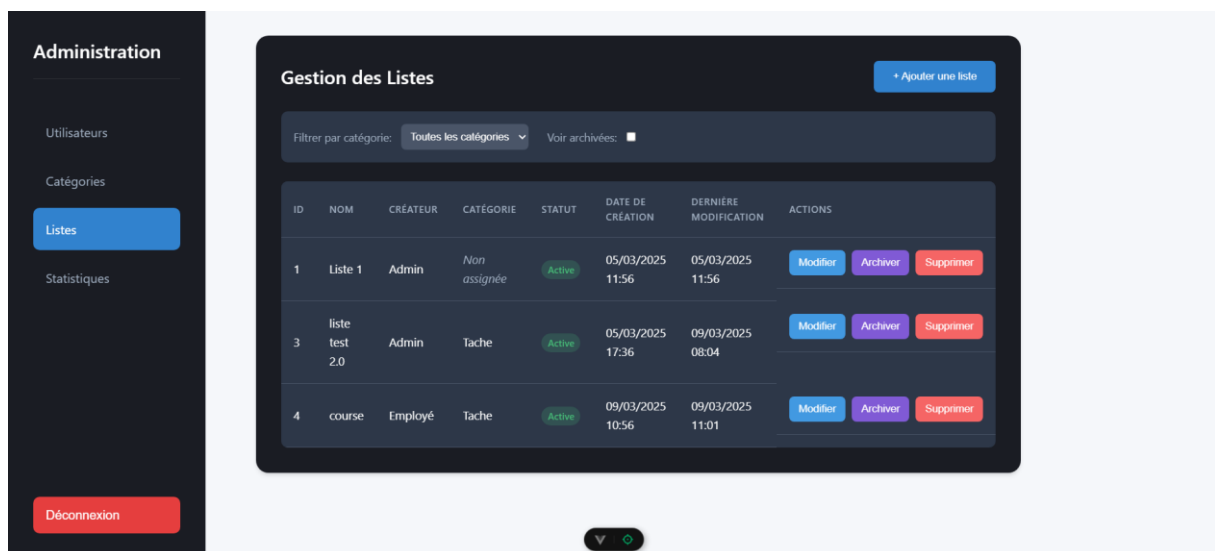 Administration
Utilisateurs
Catégories
Listes
Statistiques
Déconnexion
Gestion des Listes
+ Ajouter une liste
Filtrer par catégorie: Toutes les catégories Voir archivées:
ID NOM CRÉATEUR CATÉGORIE STATUT DATE DE CRÉATION DERNIÈRE MODIFICATION ACTIONS
1 Liste 1 Admin Non assignée Active 05/03/2025 11:56 05/03/2025 11:56 Modifier Archiver Supprimer
3 liste test 2.0 Admin Tache Active 05/03/2025 17:36 09/03/2025 08:04 Modifier Archiver Supprimer
4 course Employé Tache Active 09/03/2025 10:56 09/03/2025 11:01 Modifier Archiver Supprimer